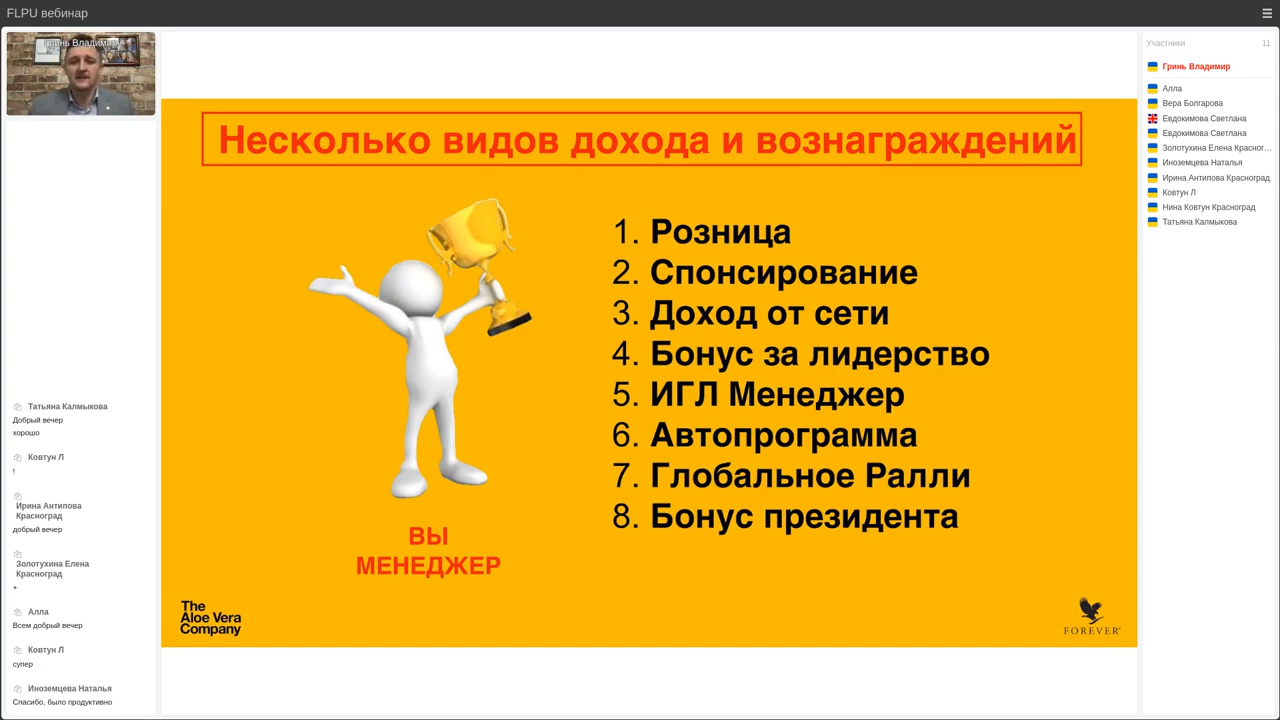 FLPU вебинар
Гринь Владимир
Татьяна Калмыкова
Добрый вечер
хорошо
Ковтун Л
!
Ирина Антипова
Красноград
добрый вечер
Золотухина Елена
Красноград
+
Алла
Всем добрый вечер
Ковтун Л
супер
Иноземцева Наталья
Спасибо, было продуктивно
Несколько видов дохода и вознаграждений
1. Розница
2. Спонсирование
3. Доход от сети
4. Бонус за лидерство
5. ИГЛ Менеджер
6. Автопрограмма
7. Глобальное Ралли
8. Бонус президента
ВЫ
МЕНЕДЖЕР
The
Aloe Vera
Company
FOREVER®
Участники 11
Гринь Владимир
Алла
Вера Болгарова
Евдокимова Светлана
Евдокимова Светлана
Золотухина Елена Красног...
Иноземцева Наталья
Ирина Антипова Красноград
Ковтун Л
Нина Ковтун Красноград
Татьяна Калмыкова